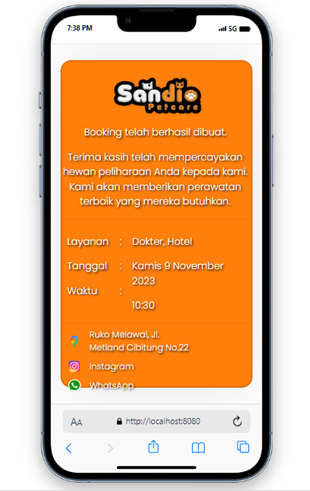 7:38 PM 5G
Sandio
Petcare
Booking telah berhasil dibuat.
Terima kasih telah mempercayakan
hewan peliharaan Anda kepada kami.
Kami akan memberikan perawatan
terbaik yang mereka butuhkan.
Layanan : Dokter, Hotel
Tanggal : Kamis 9 November
2023
Waktu :
10:30
Ruko Melawai, Jl.
Metland Cibitung No.22
Instagram
WhatsApp
AA http://localhost:8080